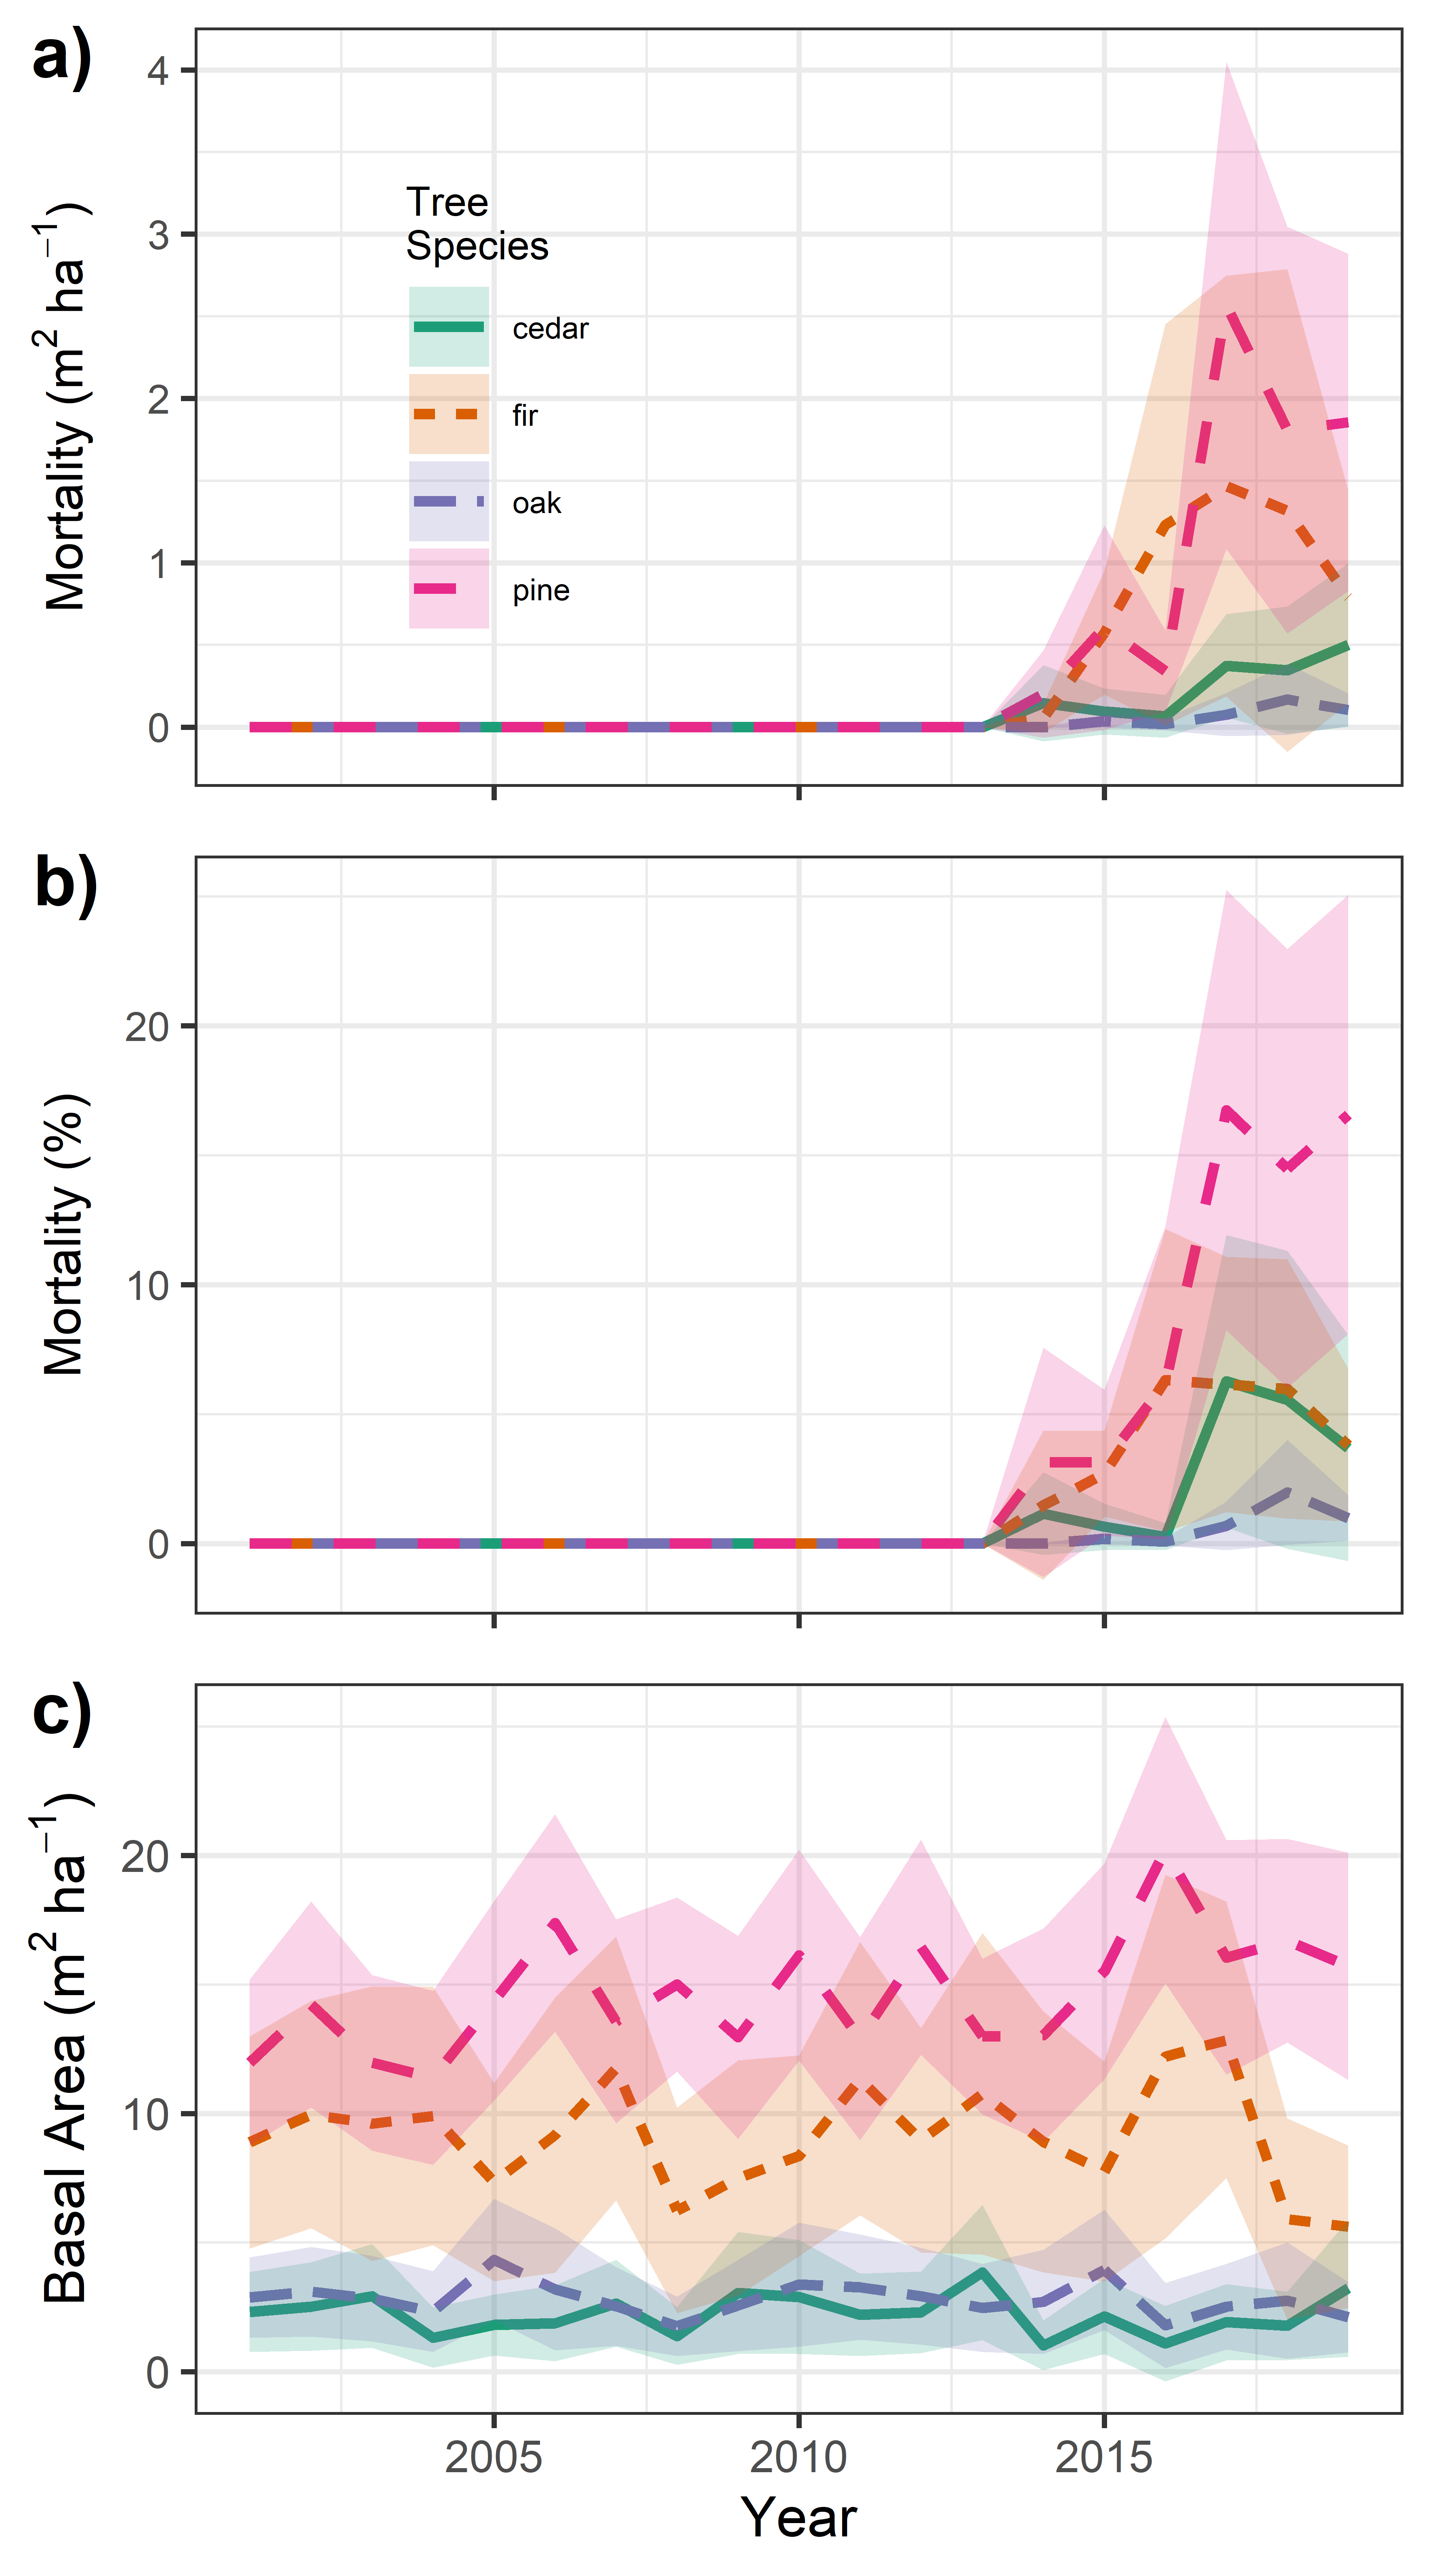 a)
Mortality (m² ha⁻¹)
4
3
2
1
0
Tree
Species
cedar
fir
oak
pine
b)
Mortality (%)
20
10
0
c)
Basal Area (m² ha⁻¹)
20
10
0
2005 2010 2015
Year